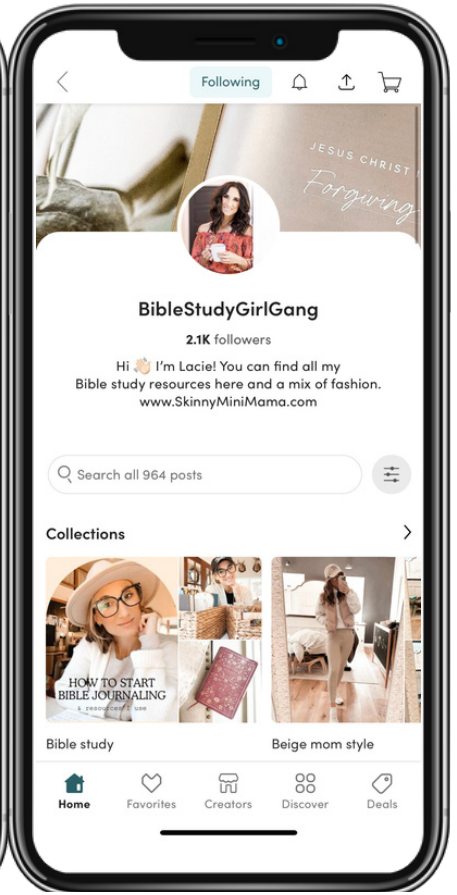 Following
JESUS CHRIST
Forgiving
BibleStudyGirlGang
2.1K followers
Hi 👋🏻 I'm Lacie! You can find all my
Bible study resources here and a mix of fashion.
www.SkinnyMiniMama.com
Search all 964 posts
Collections
HOW TO START
BIBLE JOURNALING
& resources I use
Bible study
Beige mom style
Home
Favorites
Creators
Discover
Deals